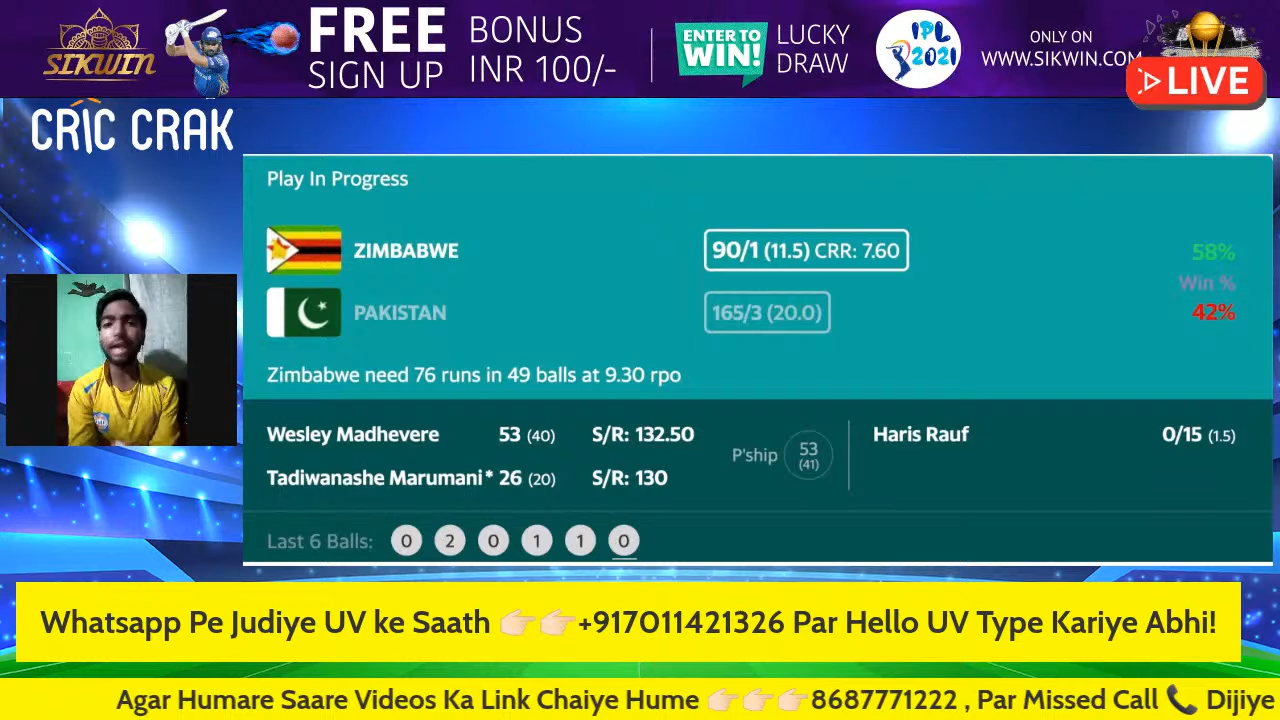 SIKWIN
FREE
SIGN UP
BONUS
INR 100/-
ENTER TO
WIN!
LUCKY
DRAW
IPL
2021
ONLY ON
WWW.SIKWIN.COM
LIVE
CRIC CRAK
Play In Progress
ZIMBABWE 90/1 (11.5) CRR: 7.60 58%
Win %
PAKISTAN 165/3 (20.0) 42%
Zimbabwe need 76 runs in 49 balls at 9.30 rpo
Wesley Madhevere 53 (40) S/R: 132.50
Tadiwanashe Marumani* 26 (20) S/R: 130
P'ship 53
(41)
Haris Rauf 0/15 (1.5)
Last 6 Balls: 0 2 0 1 1 0
Whatsapp Pe Judiye UV ke Saath 👉🏻👉🏻+917011421326 Par Hello UV Type Kariye Abhi!
Agar Humare Saare Videos Ka Link Chaiye Hume 👉🏻👉🏻👉🏻8687771222 , Par Missed Call 📞 Dijiye